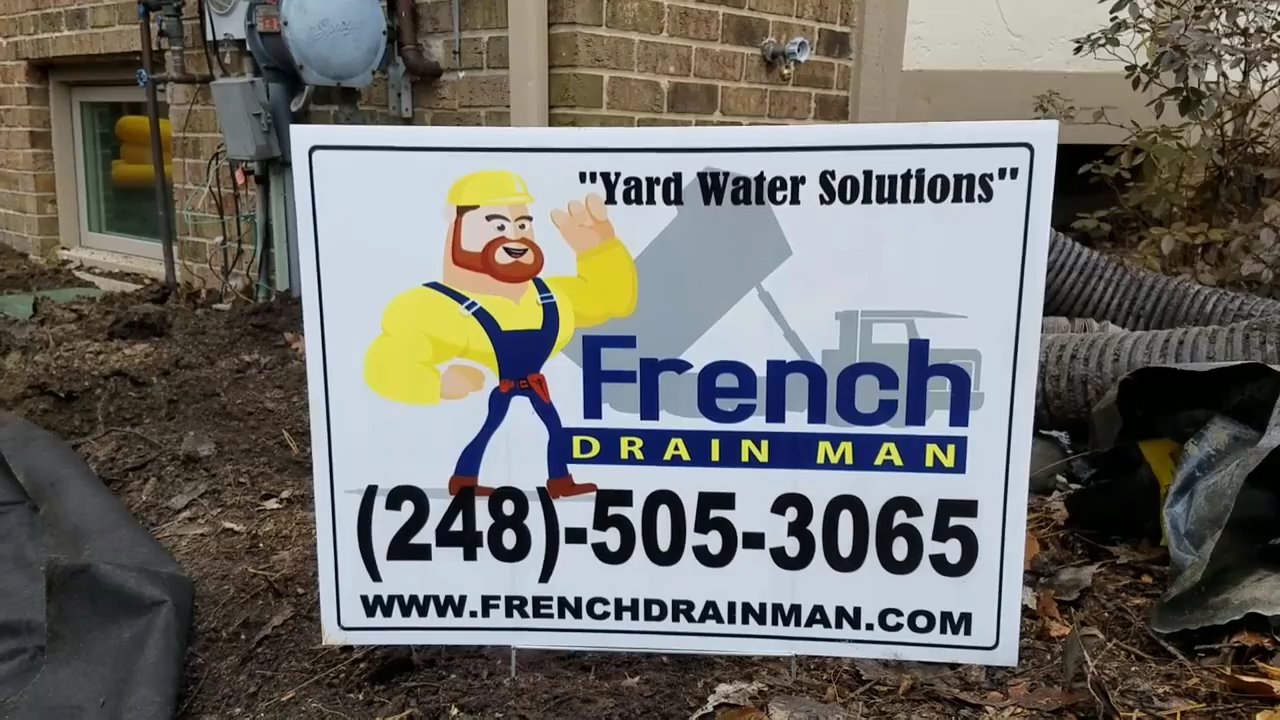 "Yard Water Solutions"
French
DRAIN MAN
(248)-505-3065
WWW.FRENCHDRAINMAN.COM